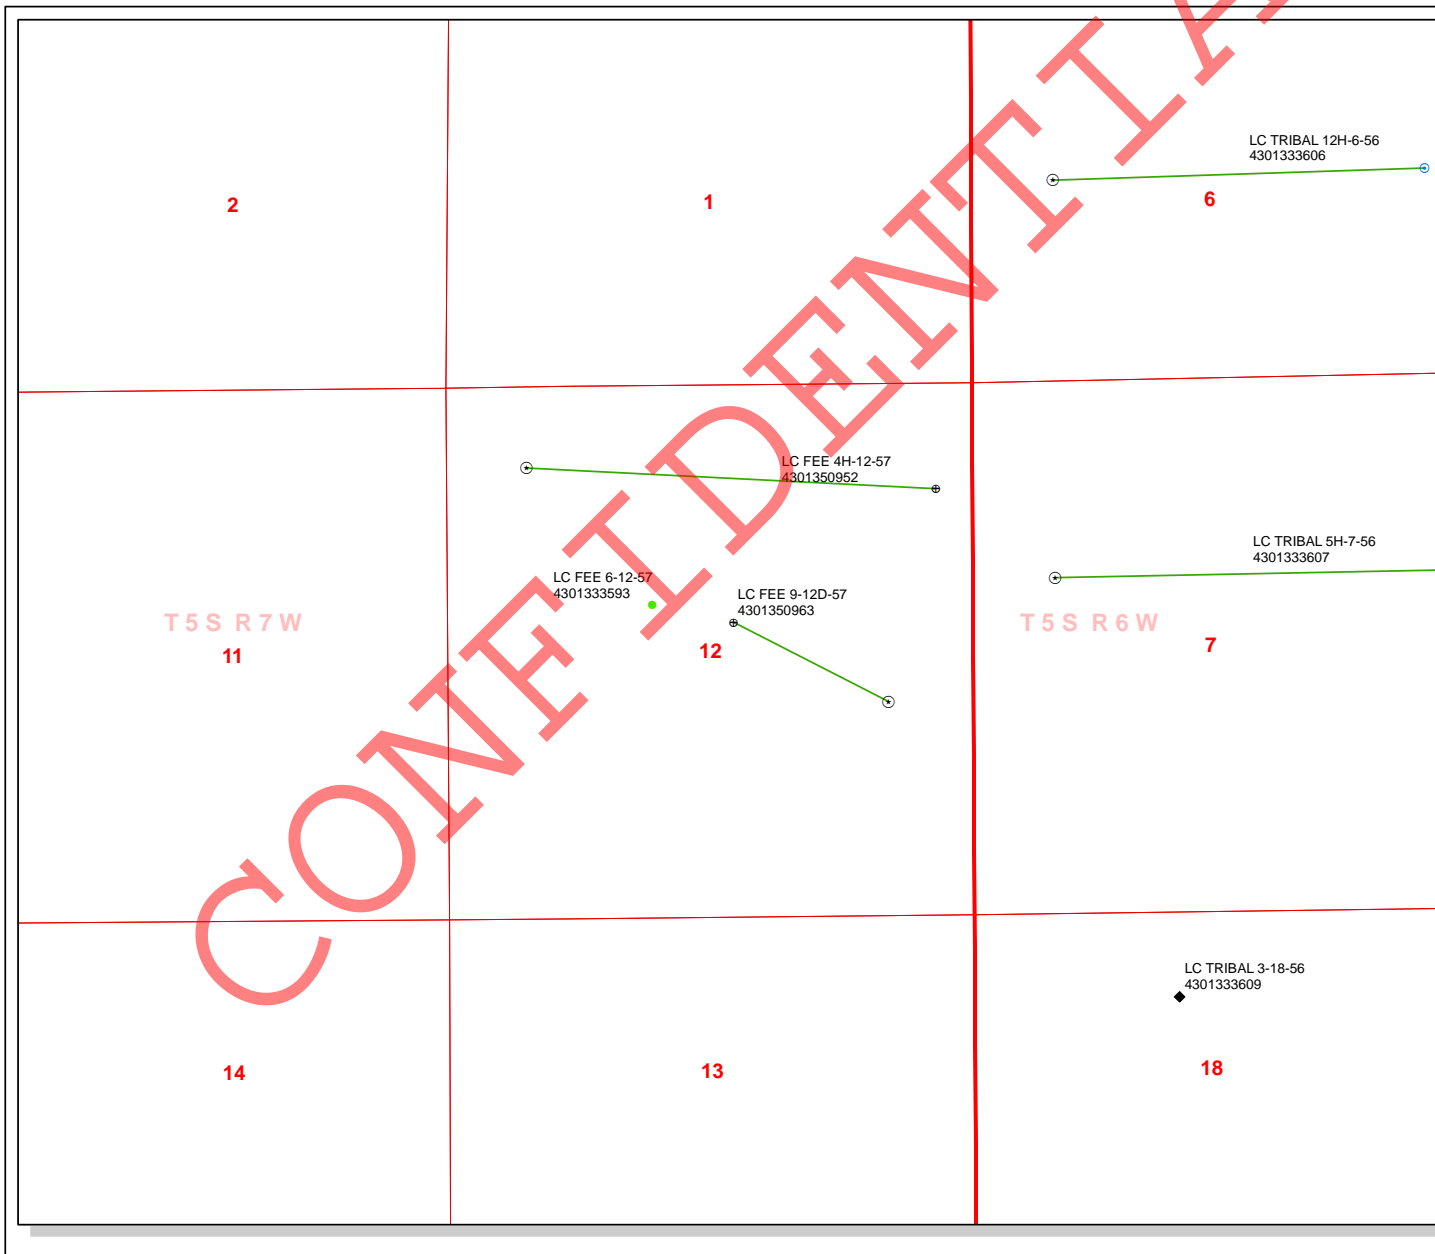 LC TRIBAL 12H-6-56
4301333606
2
1
6
LC FEE 4H-12-57
4301350952
LC TRIBAL 5H-7-56
4301333607
LC FEE 6-12-57
4301333593
LC FEE 9-12D-57
4301350963
T5S R7W
T5S R6W
11
12
7
LC TRIBAL 3-18-56
4301333609
14
13
18
CONFIDENTIA